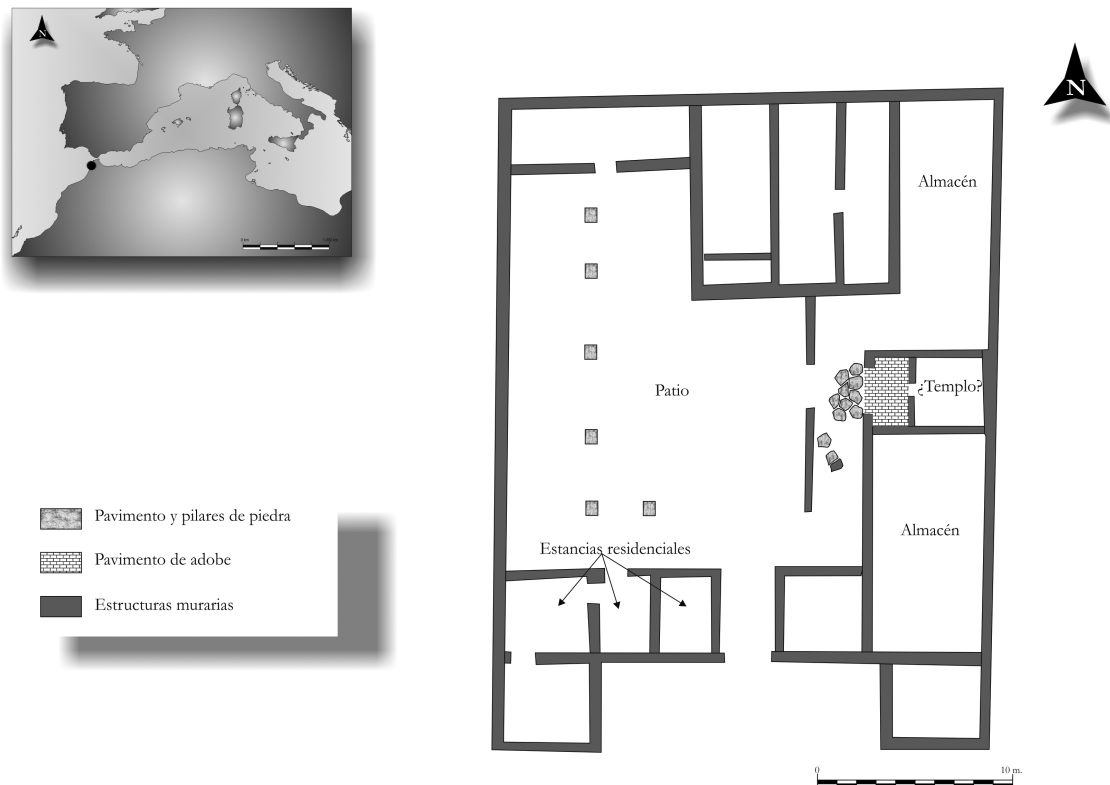 N
N
Almacén
¿Templo?
Patio
Almacén
Estancias residenciales
Pavimento y pilares de piedra
Pavimento de adobe
Estructuras murarias
0
10 m.